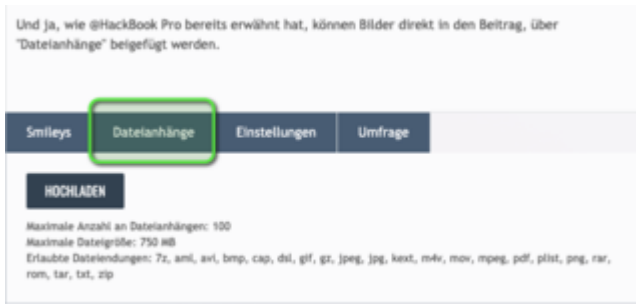 Und ja, wie @HackBook Pro bereits erwähnt hat, können Bilder direkt in den Beitrag, über
"Dateianhänge" beigefügt werden.
Smileys Dateianhänge Einstellungen Umfrage
HOCHLADEN
Maximale Anzahl an Dateianhängen: 100
Maximale Dateigröße: 750 MB
Erlaubte Dateiendungen: 7z, aml, avi, bmp, cap, dsl, gif, gz, jpeg, jpg, kext, m4v, mov, mpeg, pdf, plist, png, rar,
rom, tar, txt, zip